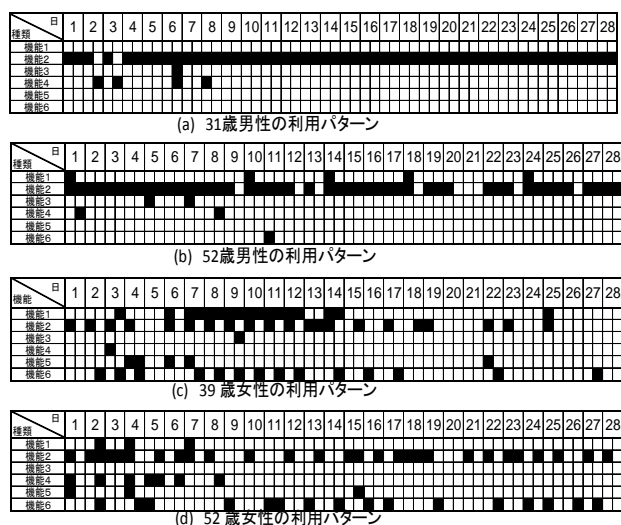 日
種類
1 2 3 4 5 6 7 8 9 10 11 12 13 14 15 16 17 18 19 20 21 22 23 24 25 26 27 28
機能1
機能2
機能3
機能4
機能5
機能6
(a) 31歳男性の利用パターン
日
種類
1 2 3 4 5 6 7 8 9 10 11 12 13 14 15 16 17 18 19 20 21 22 23 24 25 26 27 28
機能1
機能2
機能3
機能4
機能5
機能6
(b) 52歳男性の利用パターン
日
機能
1 2 3 4 5 6 7 8 9 10 11 12 13 14 15 16 17 18 19 20 21 22 23 24 25 26 27 28
機能1
機能2
機能3
機能4
機能5
機能6
(c) 39 歳女性の利用パターン
日
種類
1 2 3 4 5 6 7 8 9 10 11 12 13 14 15 16 17 18 19 20 21 22 23 24 25 26 27 28
機能1
機能2
機能3
機能4
機能5
機能6
(d) 52 歳女性の利用パターン